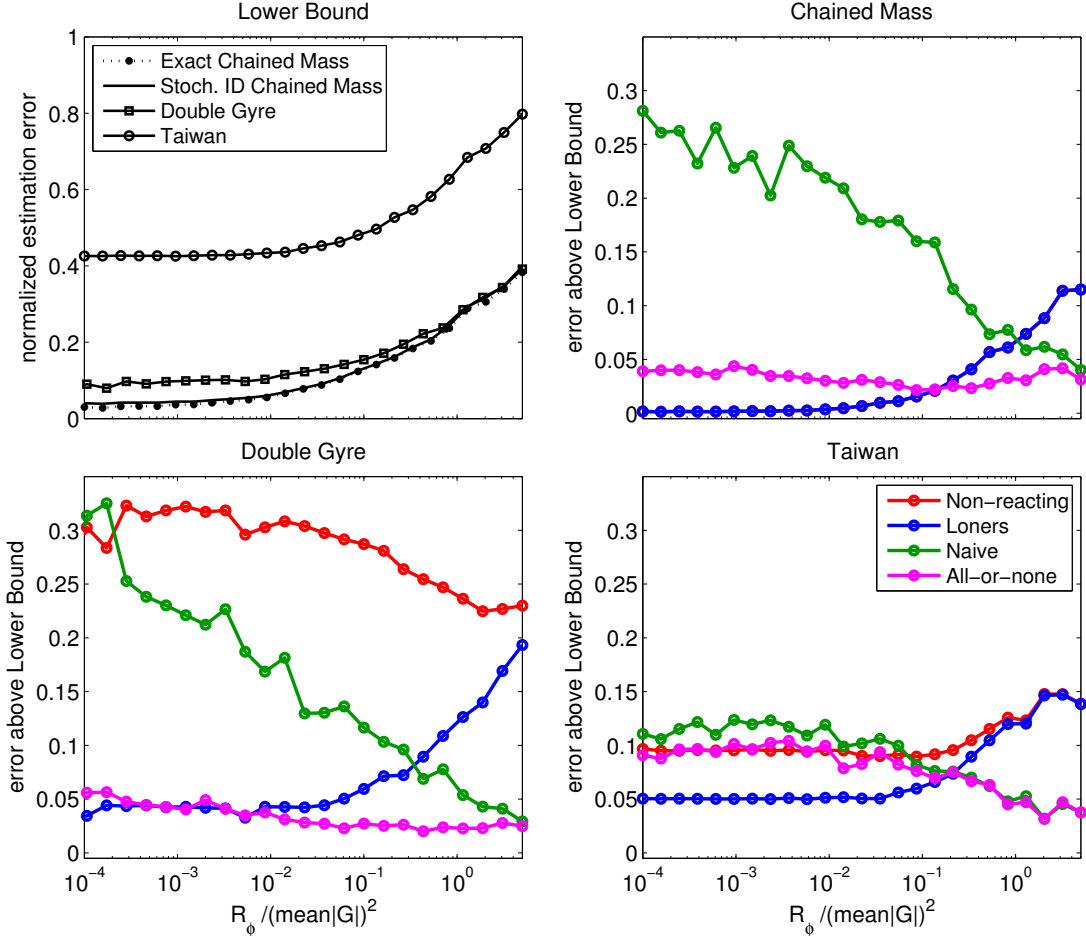 Lower Bound
normalized estimation error
1
0.8
0.6
0.4
0.2
0
Exact Chained Mass
Stoch. ID Chained Mass
Double Gyre
Taiwan
Chained Mass
error above Lower Bound
0.3
0.25
0.2
0.15
0.1
0.05
0
Double Gyre
error above Lower Bound
0.3
0.25
0.2
0.15
0.1
0.05
0
10^-4
10^-3
10^-2
10^-1
10^0
R_ϕ /(mean|G|)^2
Taiwan
error above Lower Bound
0.3
0.25
0.2
0.15
0.1
0.05
0
Non−reacting
Loners
Naive
All−or−none
10^-4
10^-3
10^-2
10^-1
10^0
R_ϕ /(mean|G|)^2